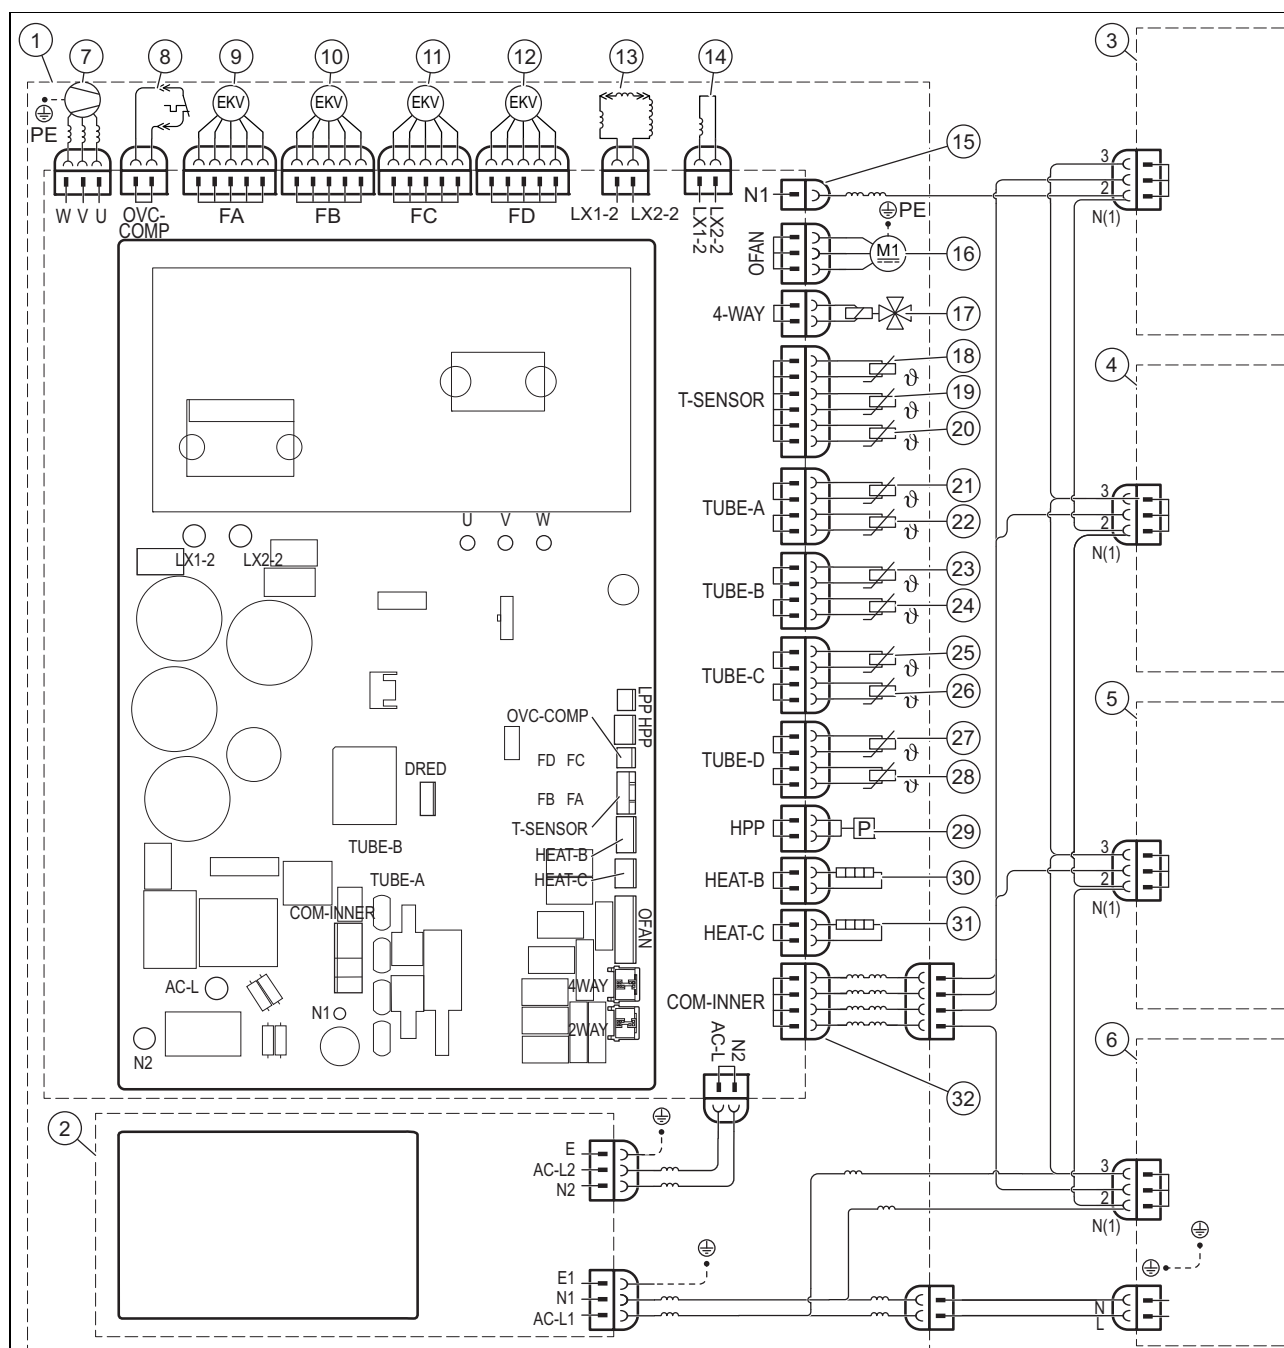 1
7
8
9
10
11
12
13
14
3
PE
EKV
EKV
EKV
EKV
W V U
OVC-
COMP
FA
FB
FC
FD
LX1-2
LX2-2
LX1-2
LX2-2
N1
15
3
2
N(1)
PE
OFAN
M1
16
4-WAY
17
T-SENSOR
18
ϑ
19
ϑ
20
ϑ
4
TUBE-A
21
ϑ
22
ϑ
3
2
N(1)
U
V
W
LX1-2
LX2-2
TUBE-B
23
ϑ
24
ϑ
TUBE-C
25
ϑ
26
ϑ
5
LPP
HPP
OVC-COMP
FD FC
DRED
FB FA
T-SENSOR
TUBE-B
HEAT-B
TUBE-A
HEAT-C
COM-INNER
OFAN
TUBE-D
27
ϑ
28
ϑ
HPP
P
29
HEAT-B
30
3
2
N(1)
HEAT-C
31
AC-L
4WAY
N1
2WAY
N2
COM-INNER
AC-L
N2
32
6
2
E
AC-L2
N2
3
2
N(1)
E1
N1
AC-L1
N
L